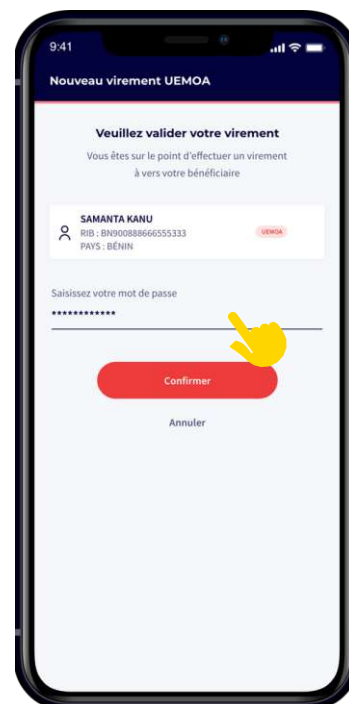 9:41
Nouveau virement UEMOA
Veuillez valider votre virement
Vous êtes sur le point d'effectuer un virement
à vers votre bénéficiaire
SAMANTA KANU
RIB : BN900888666555333
UEMOA
PAYS : BÉNIN
Saisissez votre mot de passe
************
Confirmer
Annuler